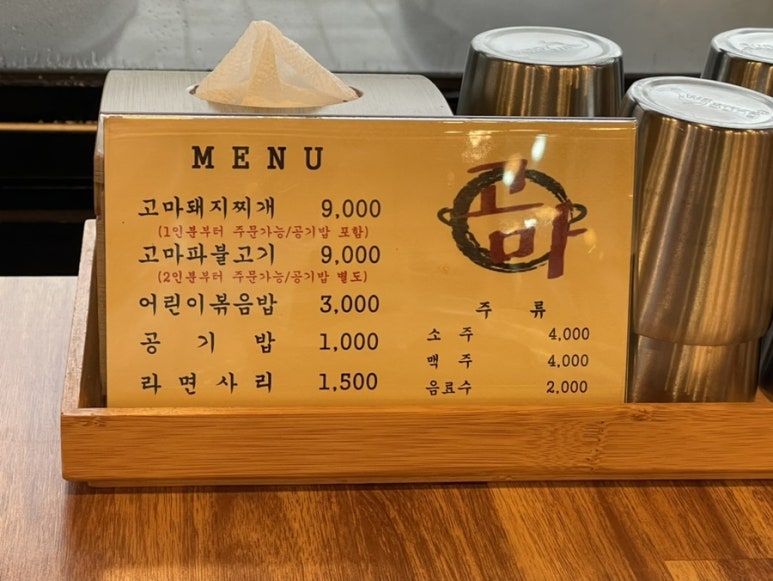 MENU
고마돼지찌개 9,000
(1인분부터 주문가능/공기밥 포함)
고마파불고기 9,000
(2인분부터 주문가능/공기밥 별도)
어린이볶음밥 3,000
공기밥 1,000
라면사리 1,500
고마
주류
소주 4,000
맥주 4,000
음료수 2,000